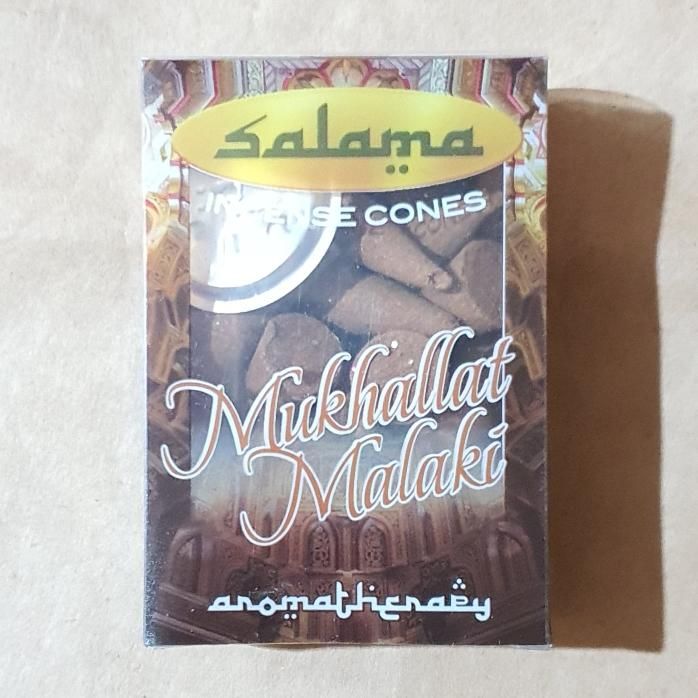 Salama
INCENSE CONES
Mukhallat
Malaki
aromatherapy